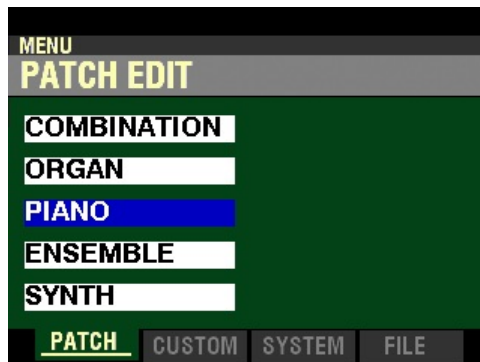 MENU
PATCH EDIT
COMBINATION
ORGAN
PIANO
ENSEMBLE
SYNTH
PATCH CUSTOM SYSTEM FILE